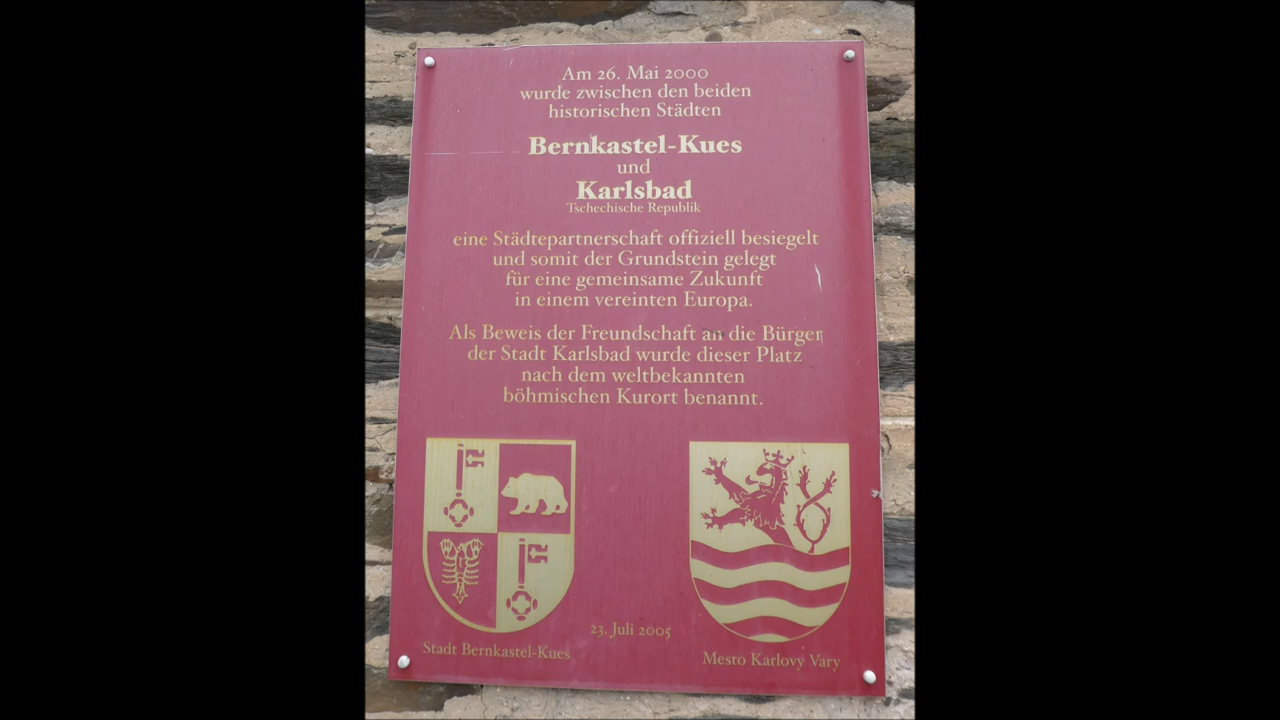 Am 26. Mai 2000
wurde zwischen den beiden
historischen Städten
Bernkastel-Kues
und
Karlsbad
Tschechische Republik
eine Städtepartnerschaft offiziell besiegelt
und somit der Grundstein gelegt
für eine gemeinsame Zukunft
in einem vereinten Europa.
Als Beweis der Freundschaft an die Bürger
der Stadt Karlsbad wurde dieser Platz
nach dem weltbekannten
böhmischen Kurort benannt.
23. Juli 2005
Stadt Bernkastel-Kues
Mesto Karlovy Vary